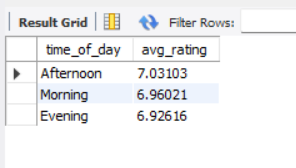 Result Grid Filter Rows:
time_of_day avg_rating
Afternoon 7.03103
Morning 6.96021
Evening 6.92616